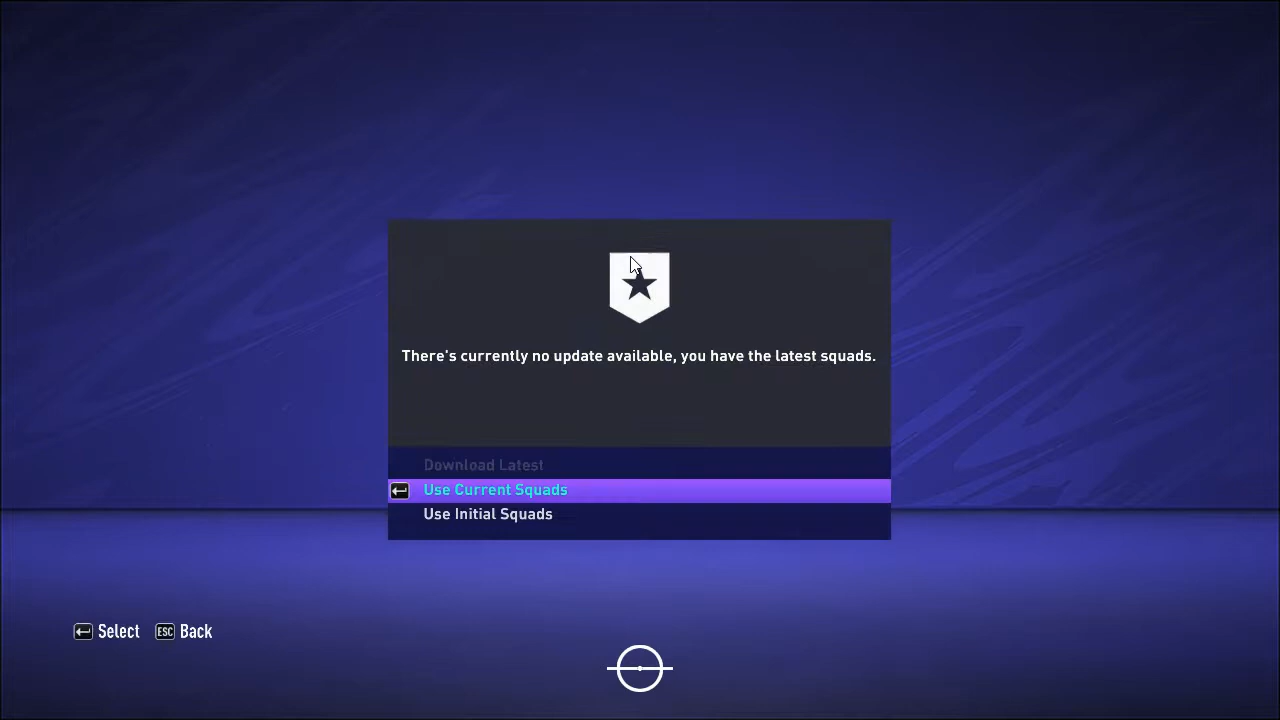 There's currently no update available, you have the latest squads.
Download Latest
Use Current Squads
Use Initial Squads
Select ESC Back